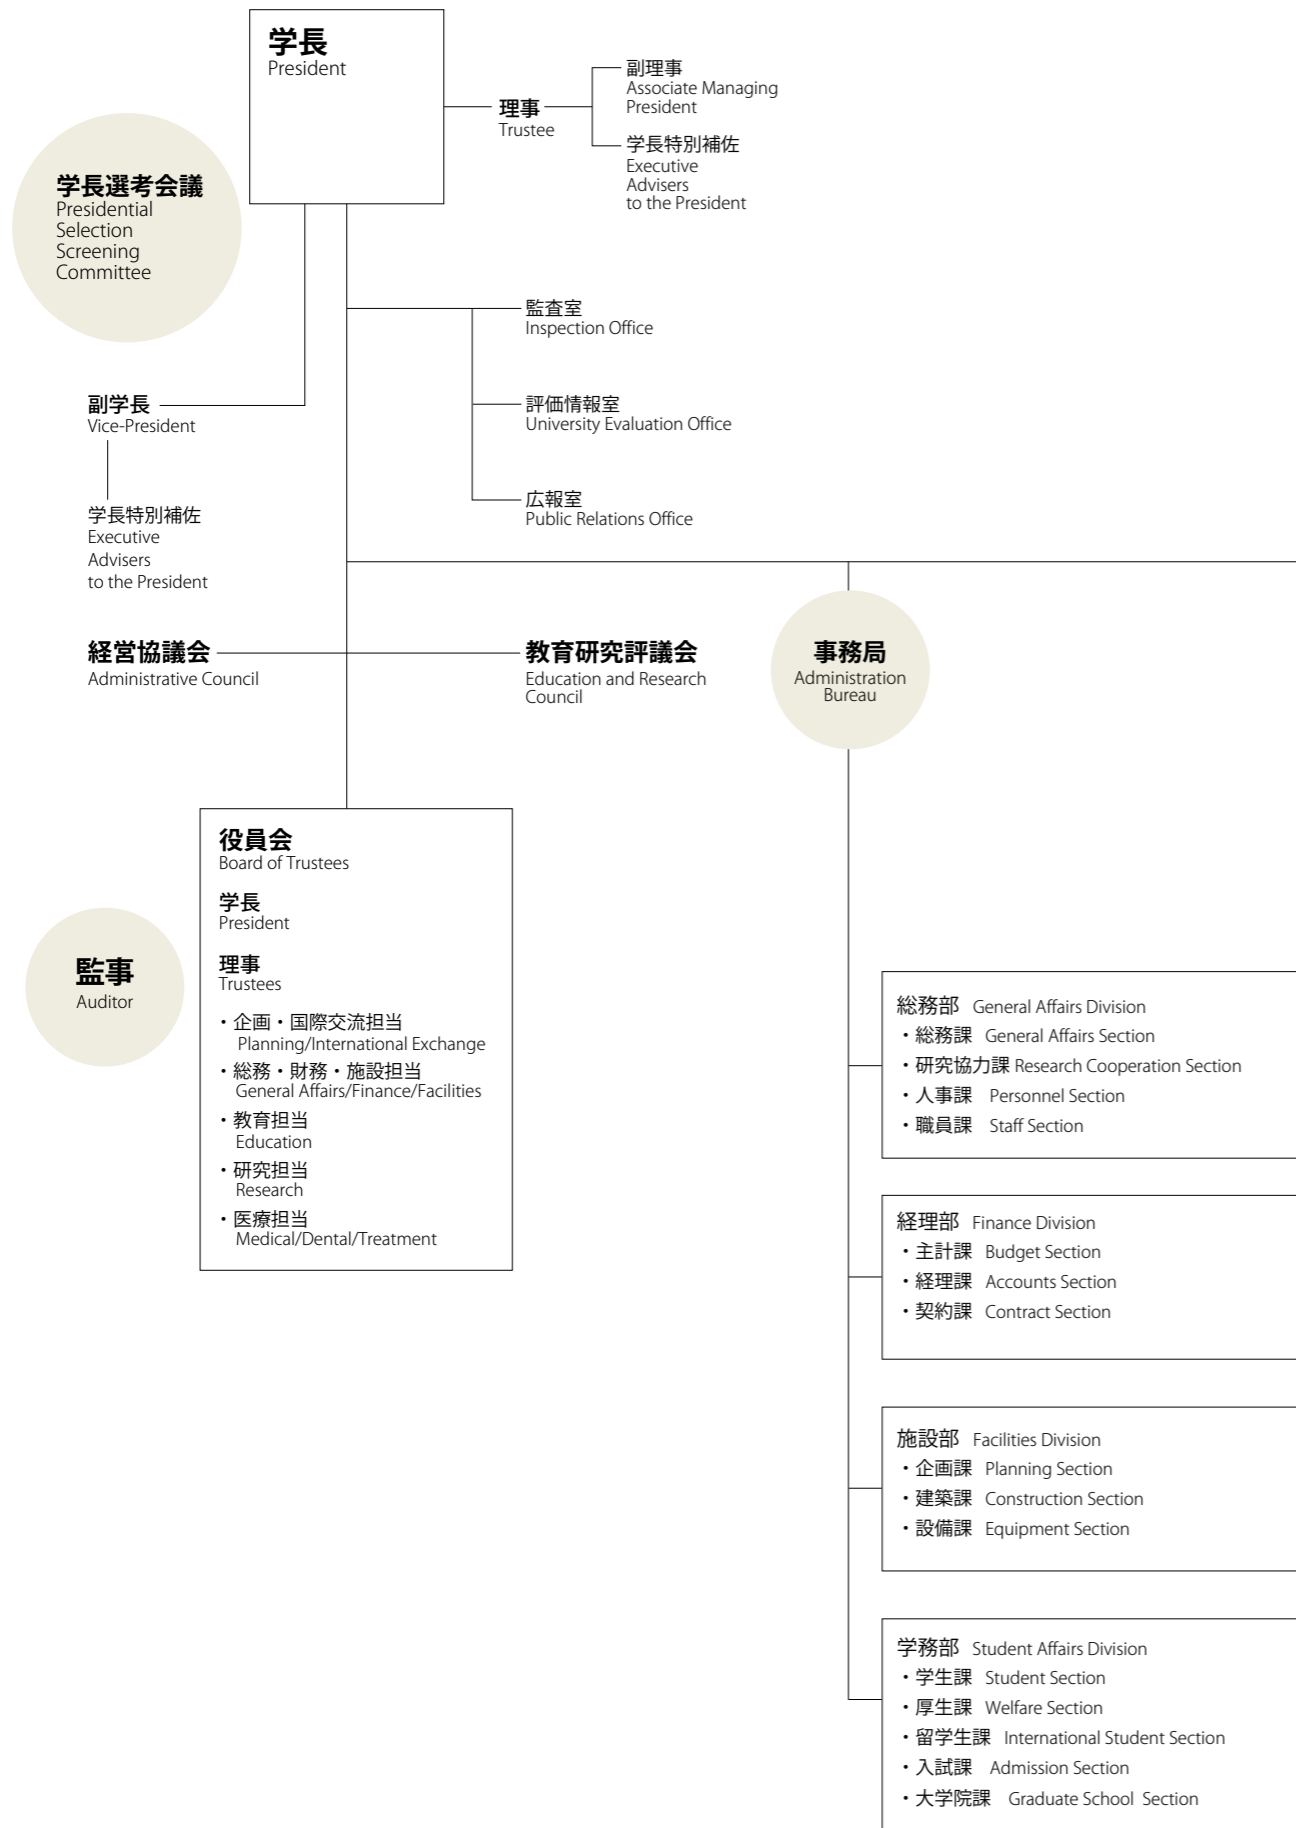 学長
President
理事
Trustee
副理事
Associate Managing
President
学長特別補佐
Executive
Advisers
to the President
学長選考会議
Presidential
Selection
Screening
Committee
監査室
Inspection Office
副学長
Vice-President
評価情報室
University Evaluation Office
広報室
Public Relations Office
学長特別補佐
Executive
Advisers
to the President
経営協議会
Administrative Council
教育研究評議会
Education and Research
Council
事務局
Administration
Bureau
役員会
Board of Trustees
学長
President
理事
Trustees
・企画・国際交流担当
Planning/International Exchange
・総務・財務・施設担当
General Affairs/Finance/Facilities
・教育担当
Education
・研究担当
Research
・医療担当
Medical/Dental/Treatment
監事
Auditor
総務部 General Affairs Division
・総務課 General Affairs Section
・研究協力課 Research Cooperation Section
・人事課 Personnel Section
・職員課 Staff Section
経理部 Finance Division
・主計課 Budget Section
・経理課 Accounts Section
・契約課 Contract Section
施設部 Facilities Division
・企画課 Planning Section
・建築課 Construction Section
・設備課 Equipment Section
学務部 Student Affairs Division
・学生課 Student Section
・厚生課 Welfare Section
・留学生課 International Student Section
・入試課 Admission Section
・大学院課 Graduate School Section